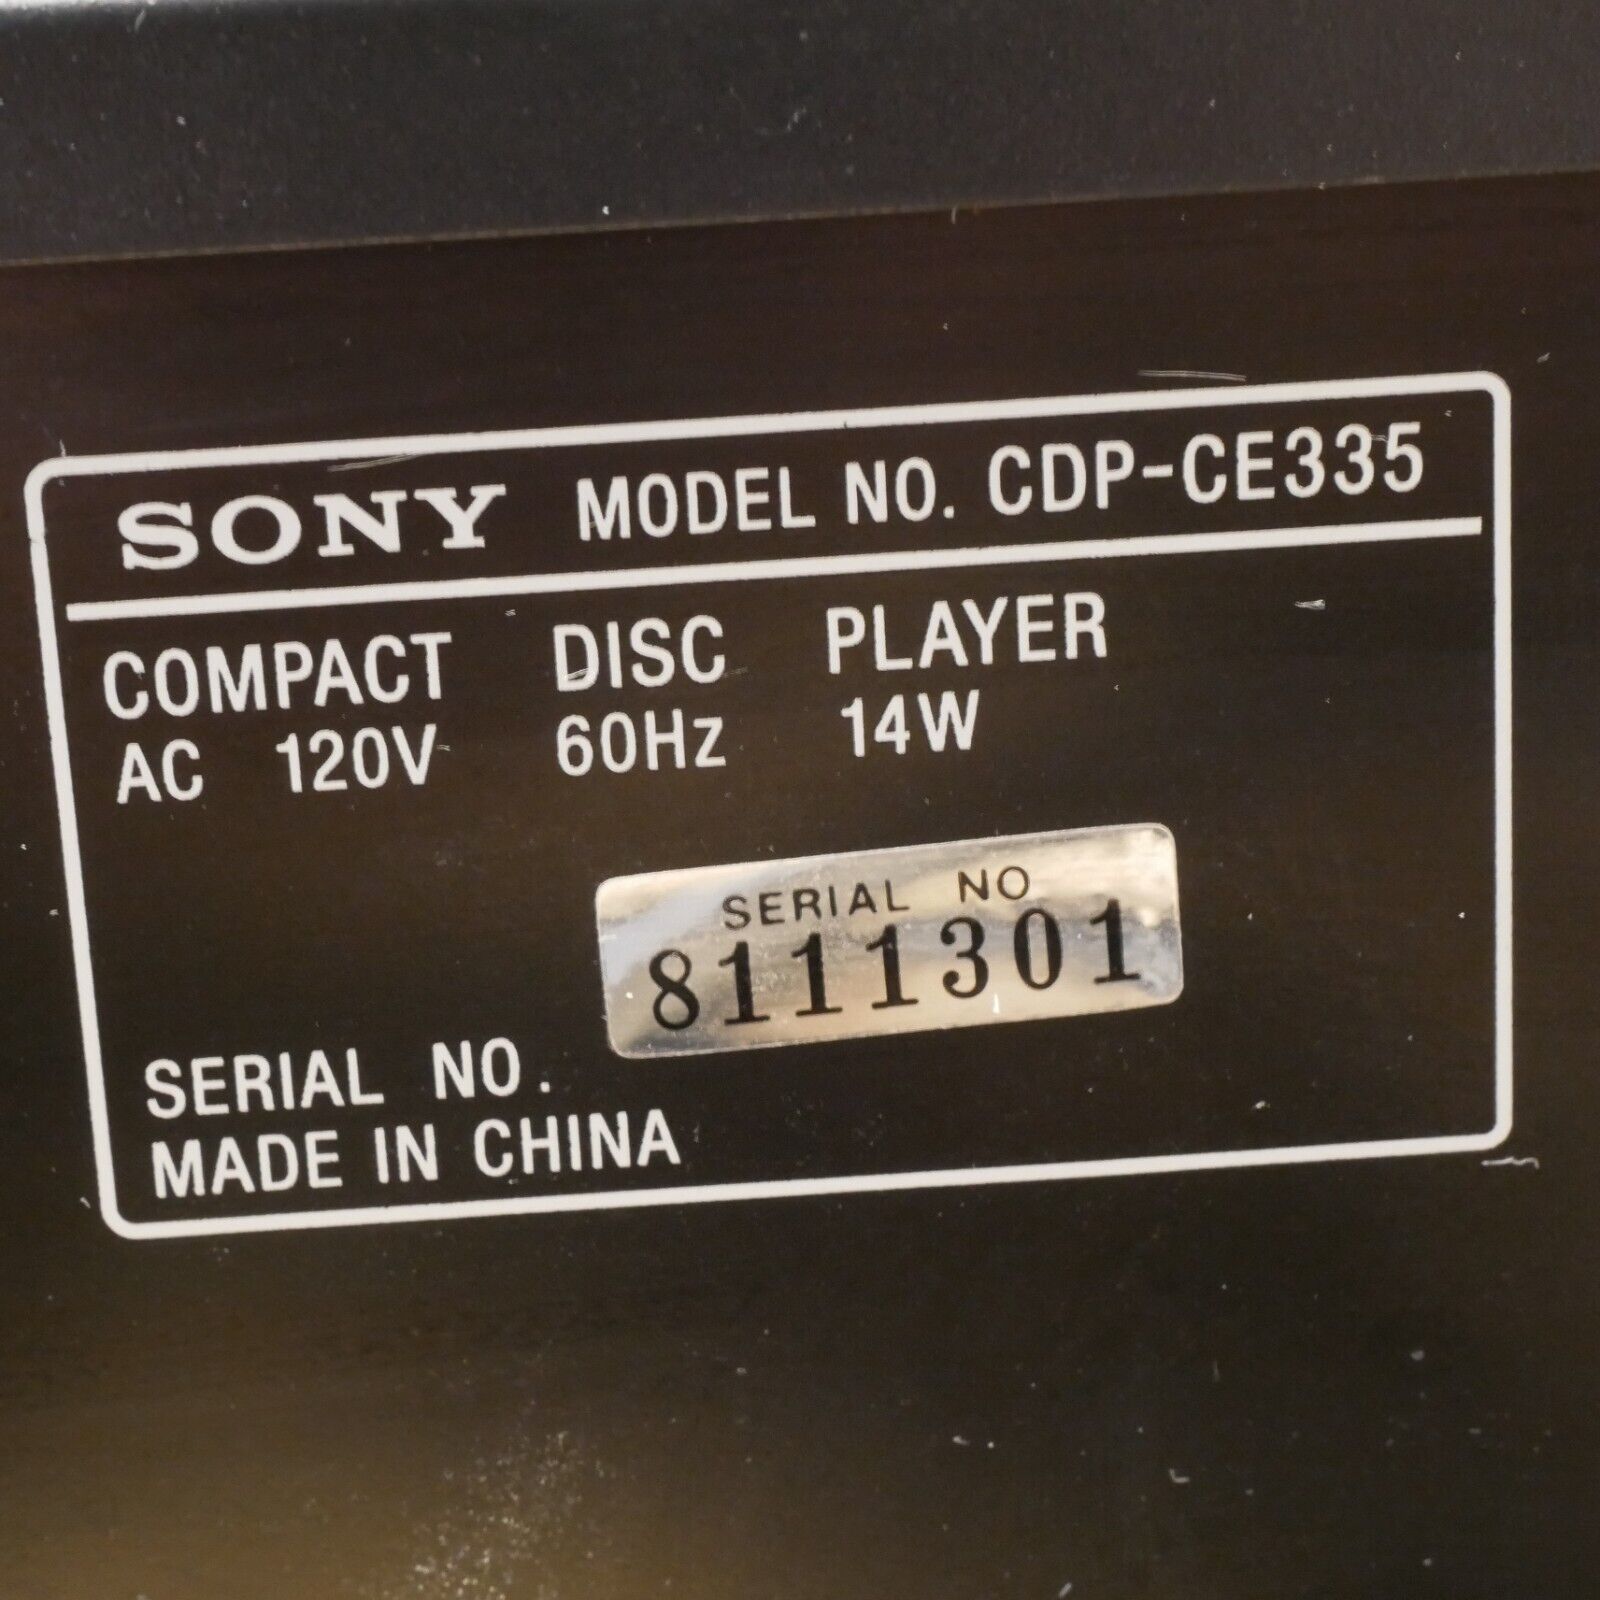 SONY MODEL NO. CDP-CE335
COMPACT DISC PLAYER
AC 120V 60Hz 14W
SERIAL NO
8111301
SERIAL NO.
MADE IN CHINA